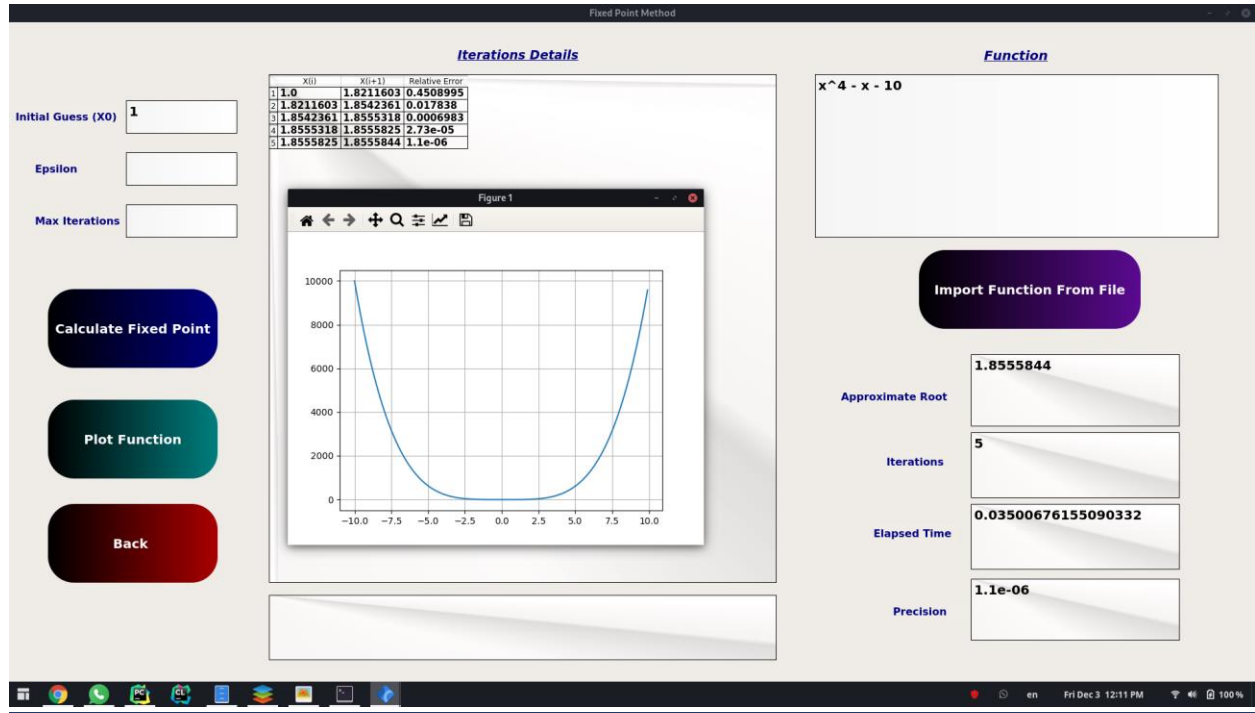 Fixed Point Method
Iterations Details
Function
X(i) X(i+1) Relative Error
1 1.0 1.8211603 0.4508995
2 1.8211603 1.8542361 0.017838
3 1.8542361 1.8555318 0.0006983
4 1.8555318 1.8555825 2.73e-05
5 1.8555825 1.8555844 1.1e-06
x^4 - x - 10
Initial Guess (X0) 1
Epsilon
Max Iterations
Calculate Fixed Point
Plot Function
Back
Figure 1
10000
8000
6000
4000
2000
0
−10.0 −7.5 −5.0 −2.5 0.0 2.5 5.0 7.5 10.0
Import Function From File
Approximate Root 1.8555844
Iterations 5
Elapsed Time 0.03500676155090332
Precision 1.1e-06
PC CL
en Fri Dec 3 12:11 PM 100 %